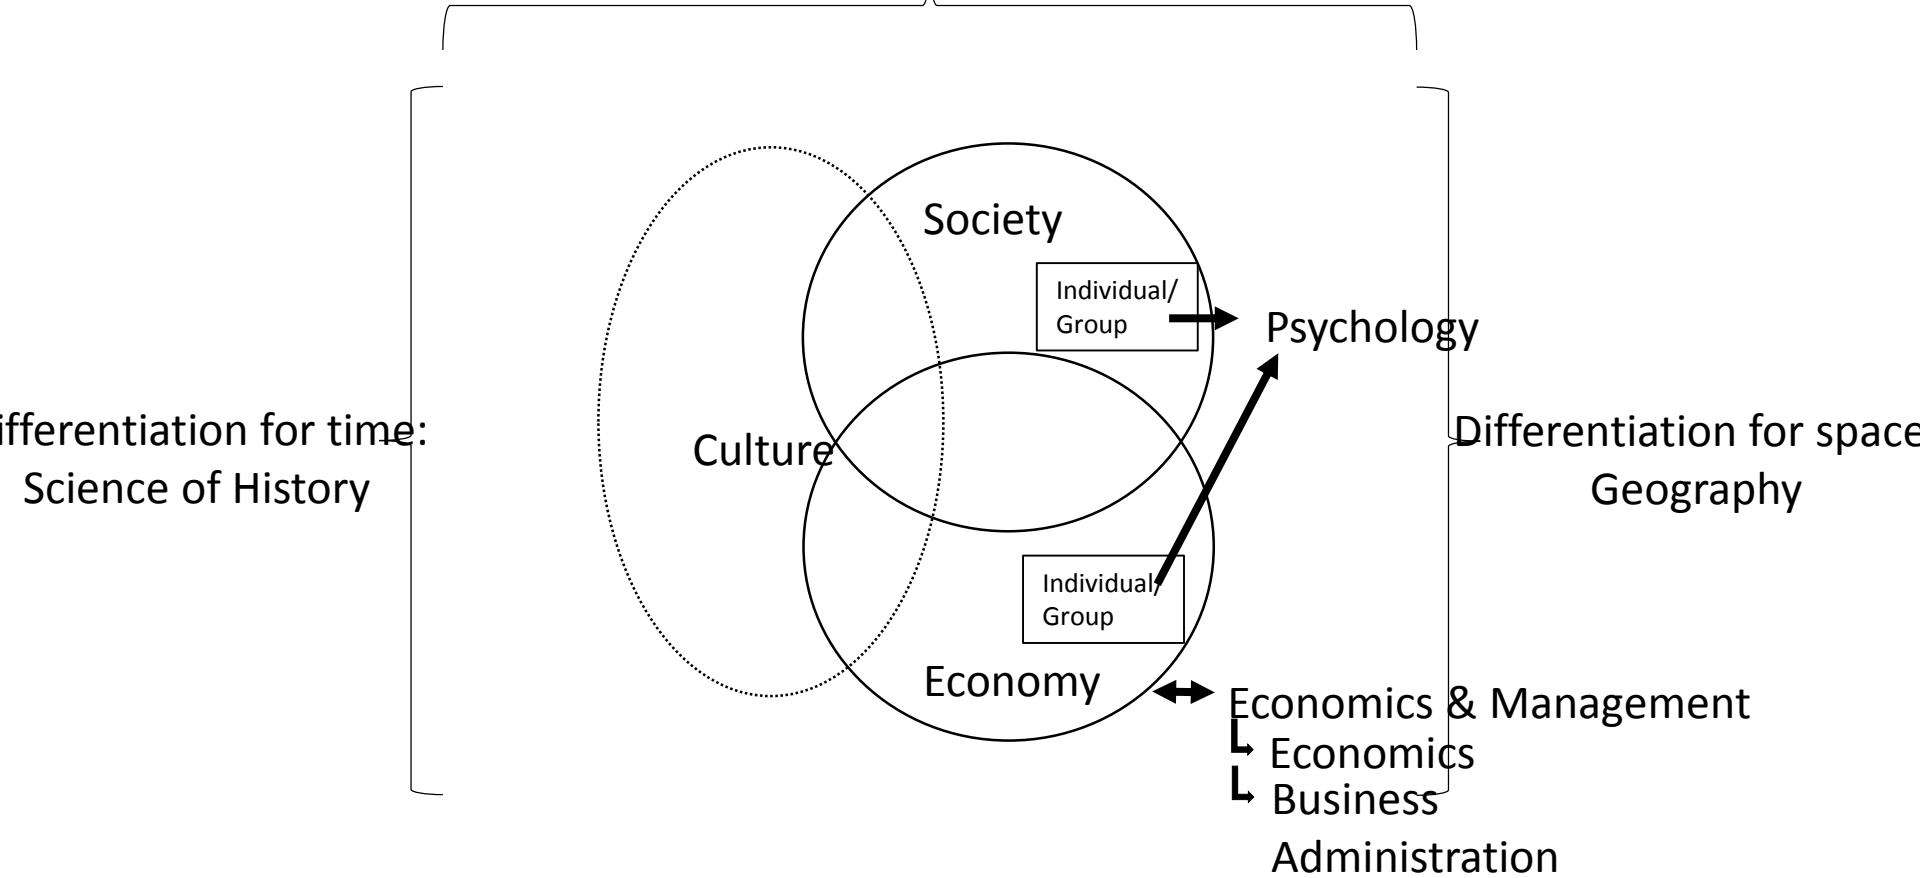 Society
Individual/
Group
Psychology
ifferentiation for time:
Science of History
Culture
Differentiation for space
Geography
Individual/
Group
Economy
Economics & Management
Economics
Business
Administration